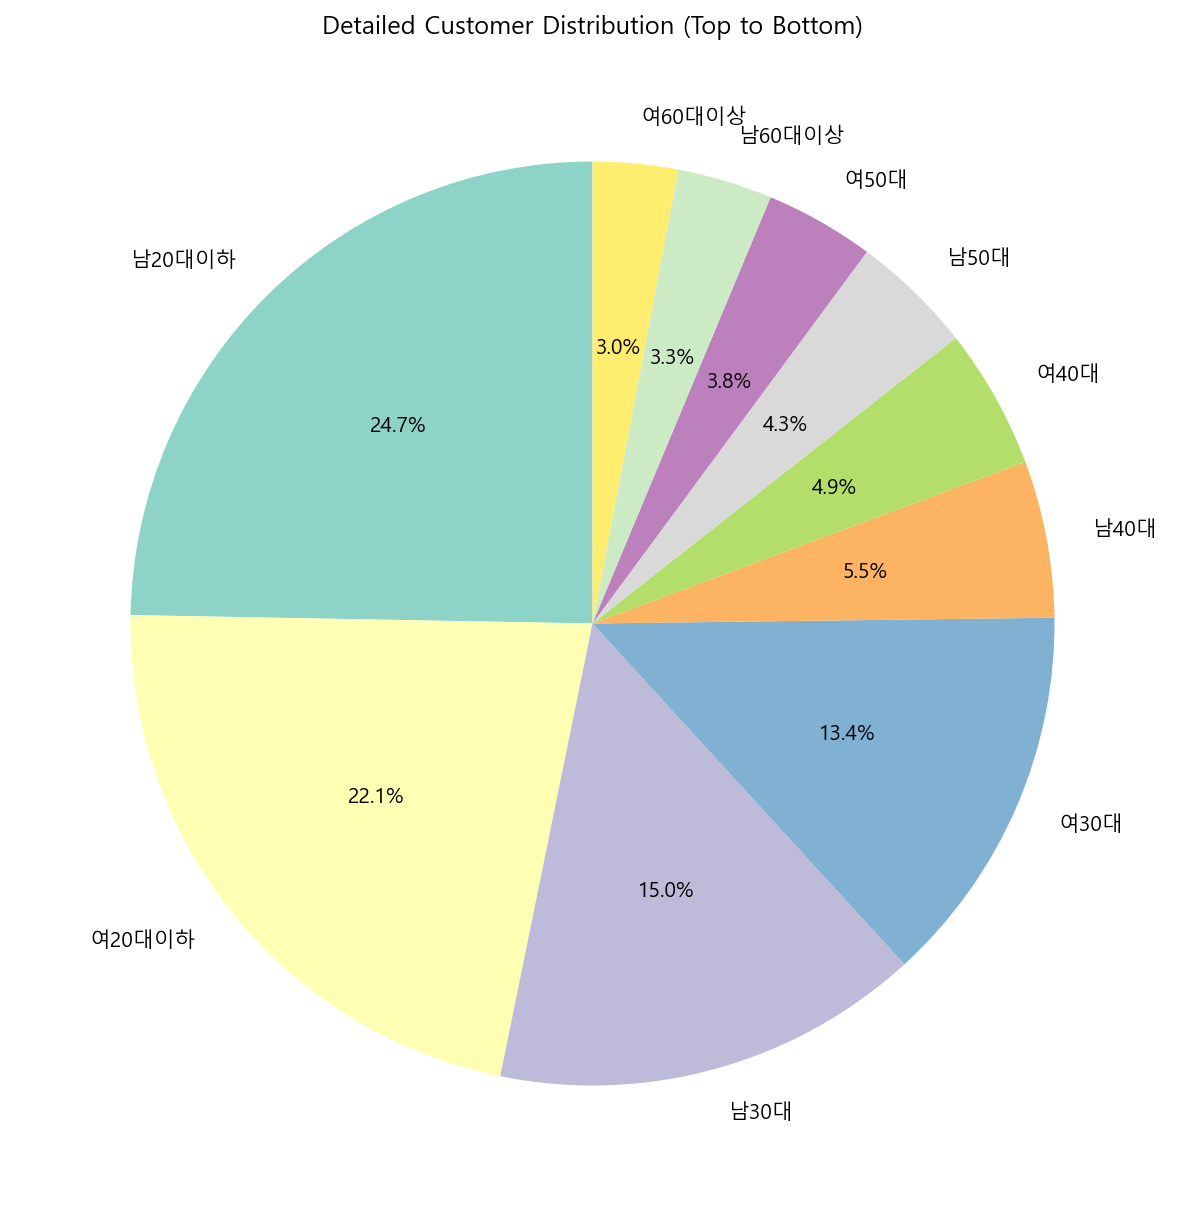 Detailed Customer Distribution (Top to Bottom)
여60대이상
남60대이상
여50대
남50대
여40대
남40대
여30대
남30대
여20대이하
남20대이하
3.0%
3.3%
3.8%
4.3%
4.9%
5.5%
13.4%
15.0%
22.1%
24.7%